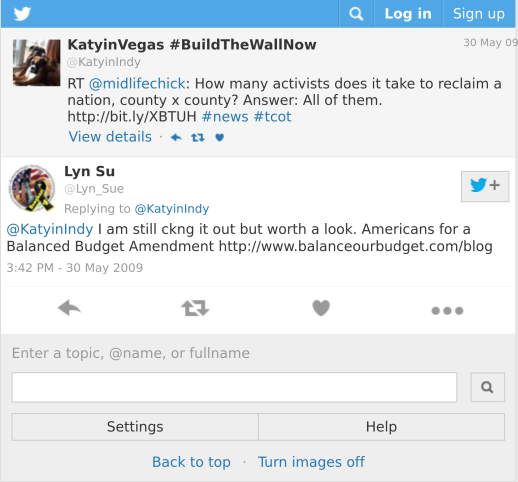 Log in Sign up
KatyinVegas #BuildTheWallNow 30 May 09
@KatyinIndy
RT @midlifechick: How many activists does it take to reclaim a
nation, county x county? Answer: All of them.
http://bit.ly/XBTUH #news #tcot
View details ·
Lyn Su
@Lyn_Sue
Replying to @KatyinIndy
@KatyinIndy I am still ckng it out but worth a look. Americans for a
Balanced Budget Amendment http://www.balanceourbudget.com/blog
3:42 PM - 30 May 2009
Enter a topic, @name, or fullname
Settings Help
Back to top · Turn images off